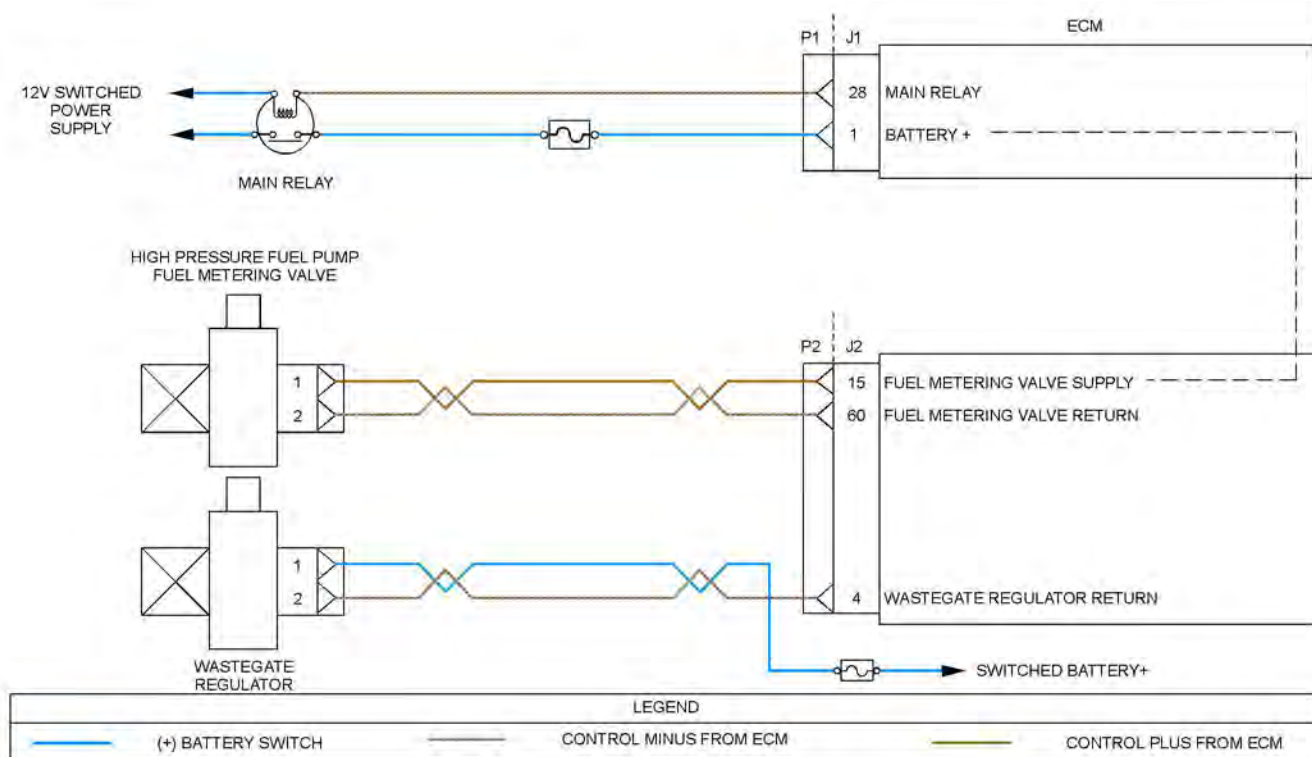 ECM
P1 J1
12V SWITCHED
POWER
SUPPLY
28 MAIN RELAY
1 BATTERY +
MAIN RELAY
HIGH PRESSURE FUEL PUMP
FUEL METERING VALVE
P2 J2
1
2
15 FUEL METERING VALVE SUPPLY
60 FUEL METERING VALVE RETURN
1
2
4 WASTEGATE REGULATOR RETURN
WASTEGATE
REGULATOR
SWITCHED BATTERY+
LEGEND
(+) BATTERY SWITCH CONTROL MINUS FROM ECM CONTROL PLUS FROM ECM